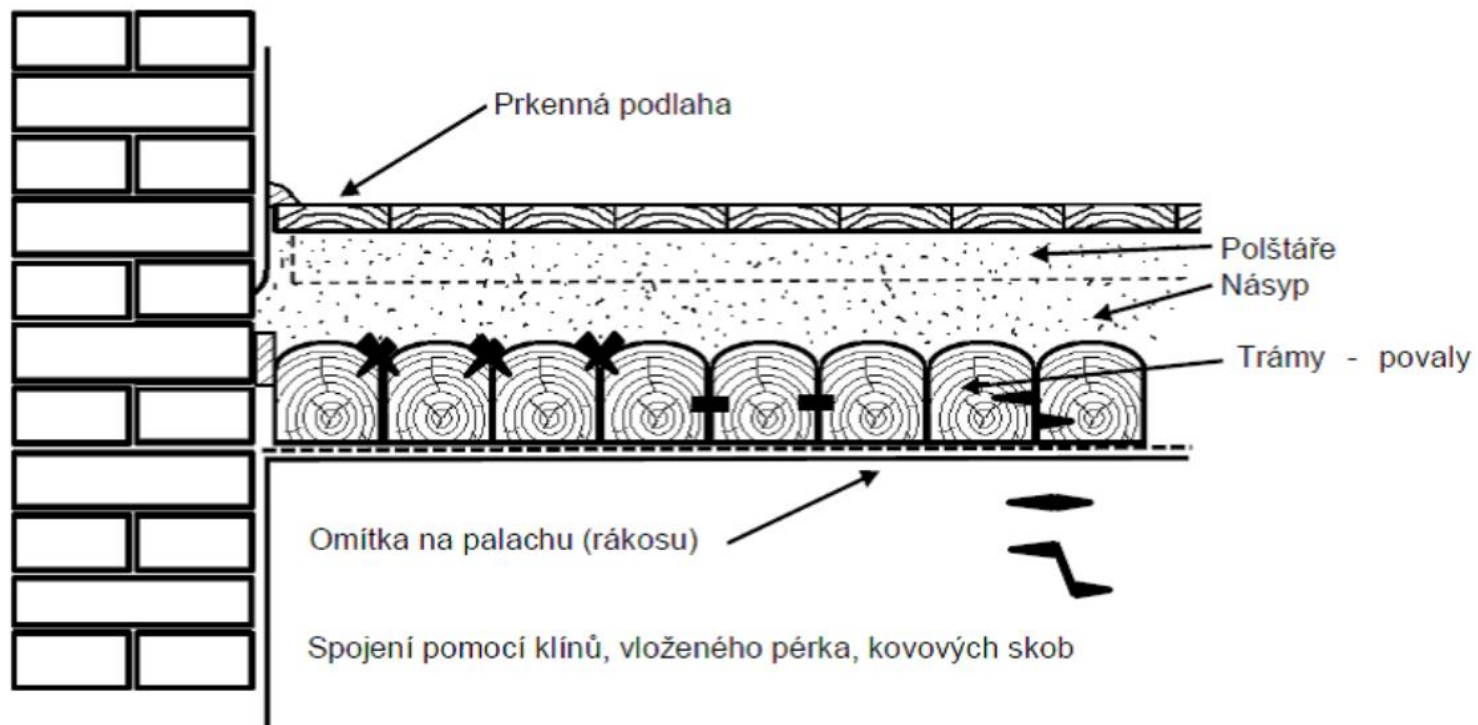 Prkenná podlaha
Polštáře
Násyp
Trámy - povaly
Omítka na palachu (rákosu)
Spojení pomocí klínů, vloženého pérka, kovových skob